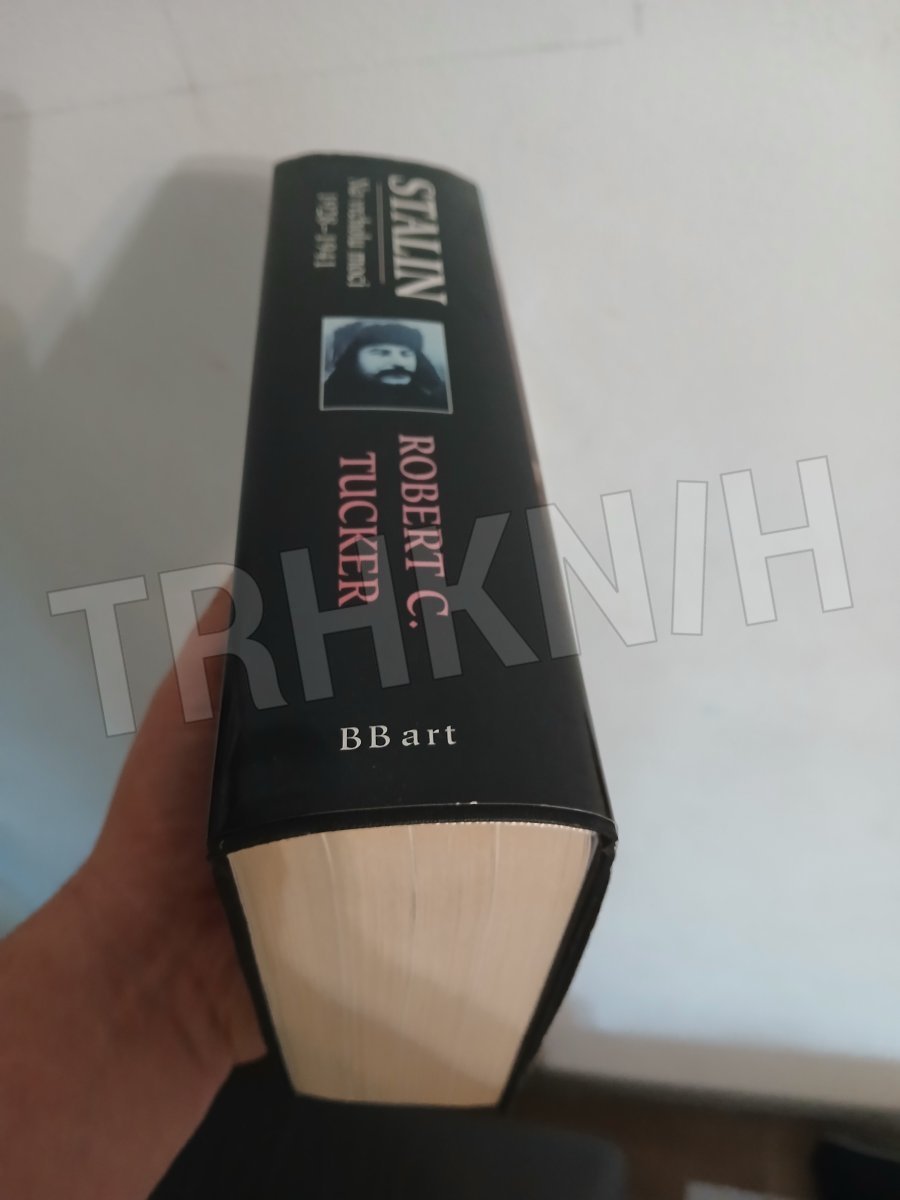 STALIN
Na vrcholu moci
1928–1941
ROBERT C.
TUCKER
BB art
TRHKNIH